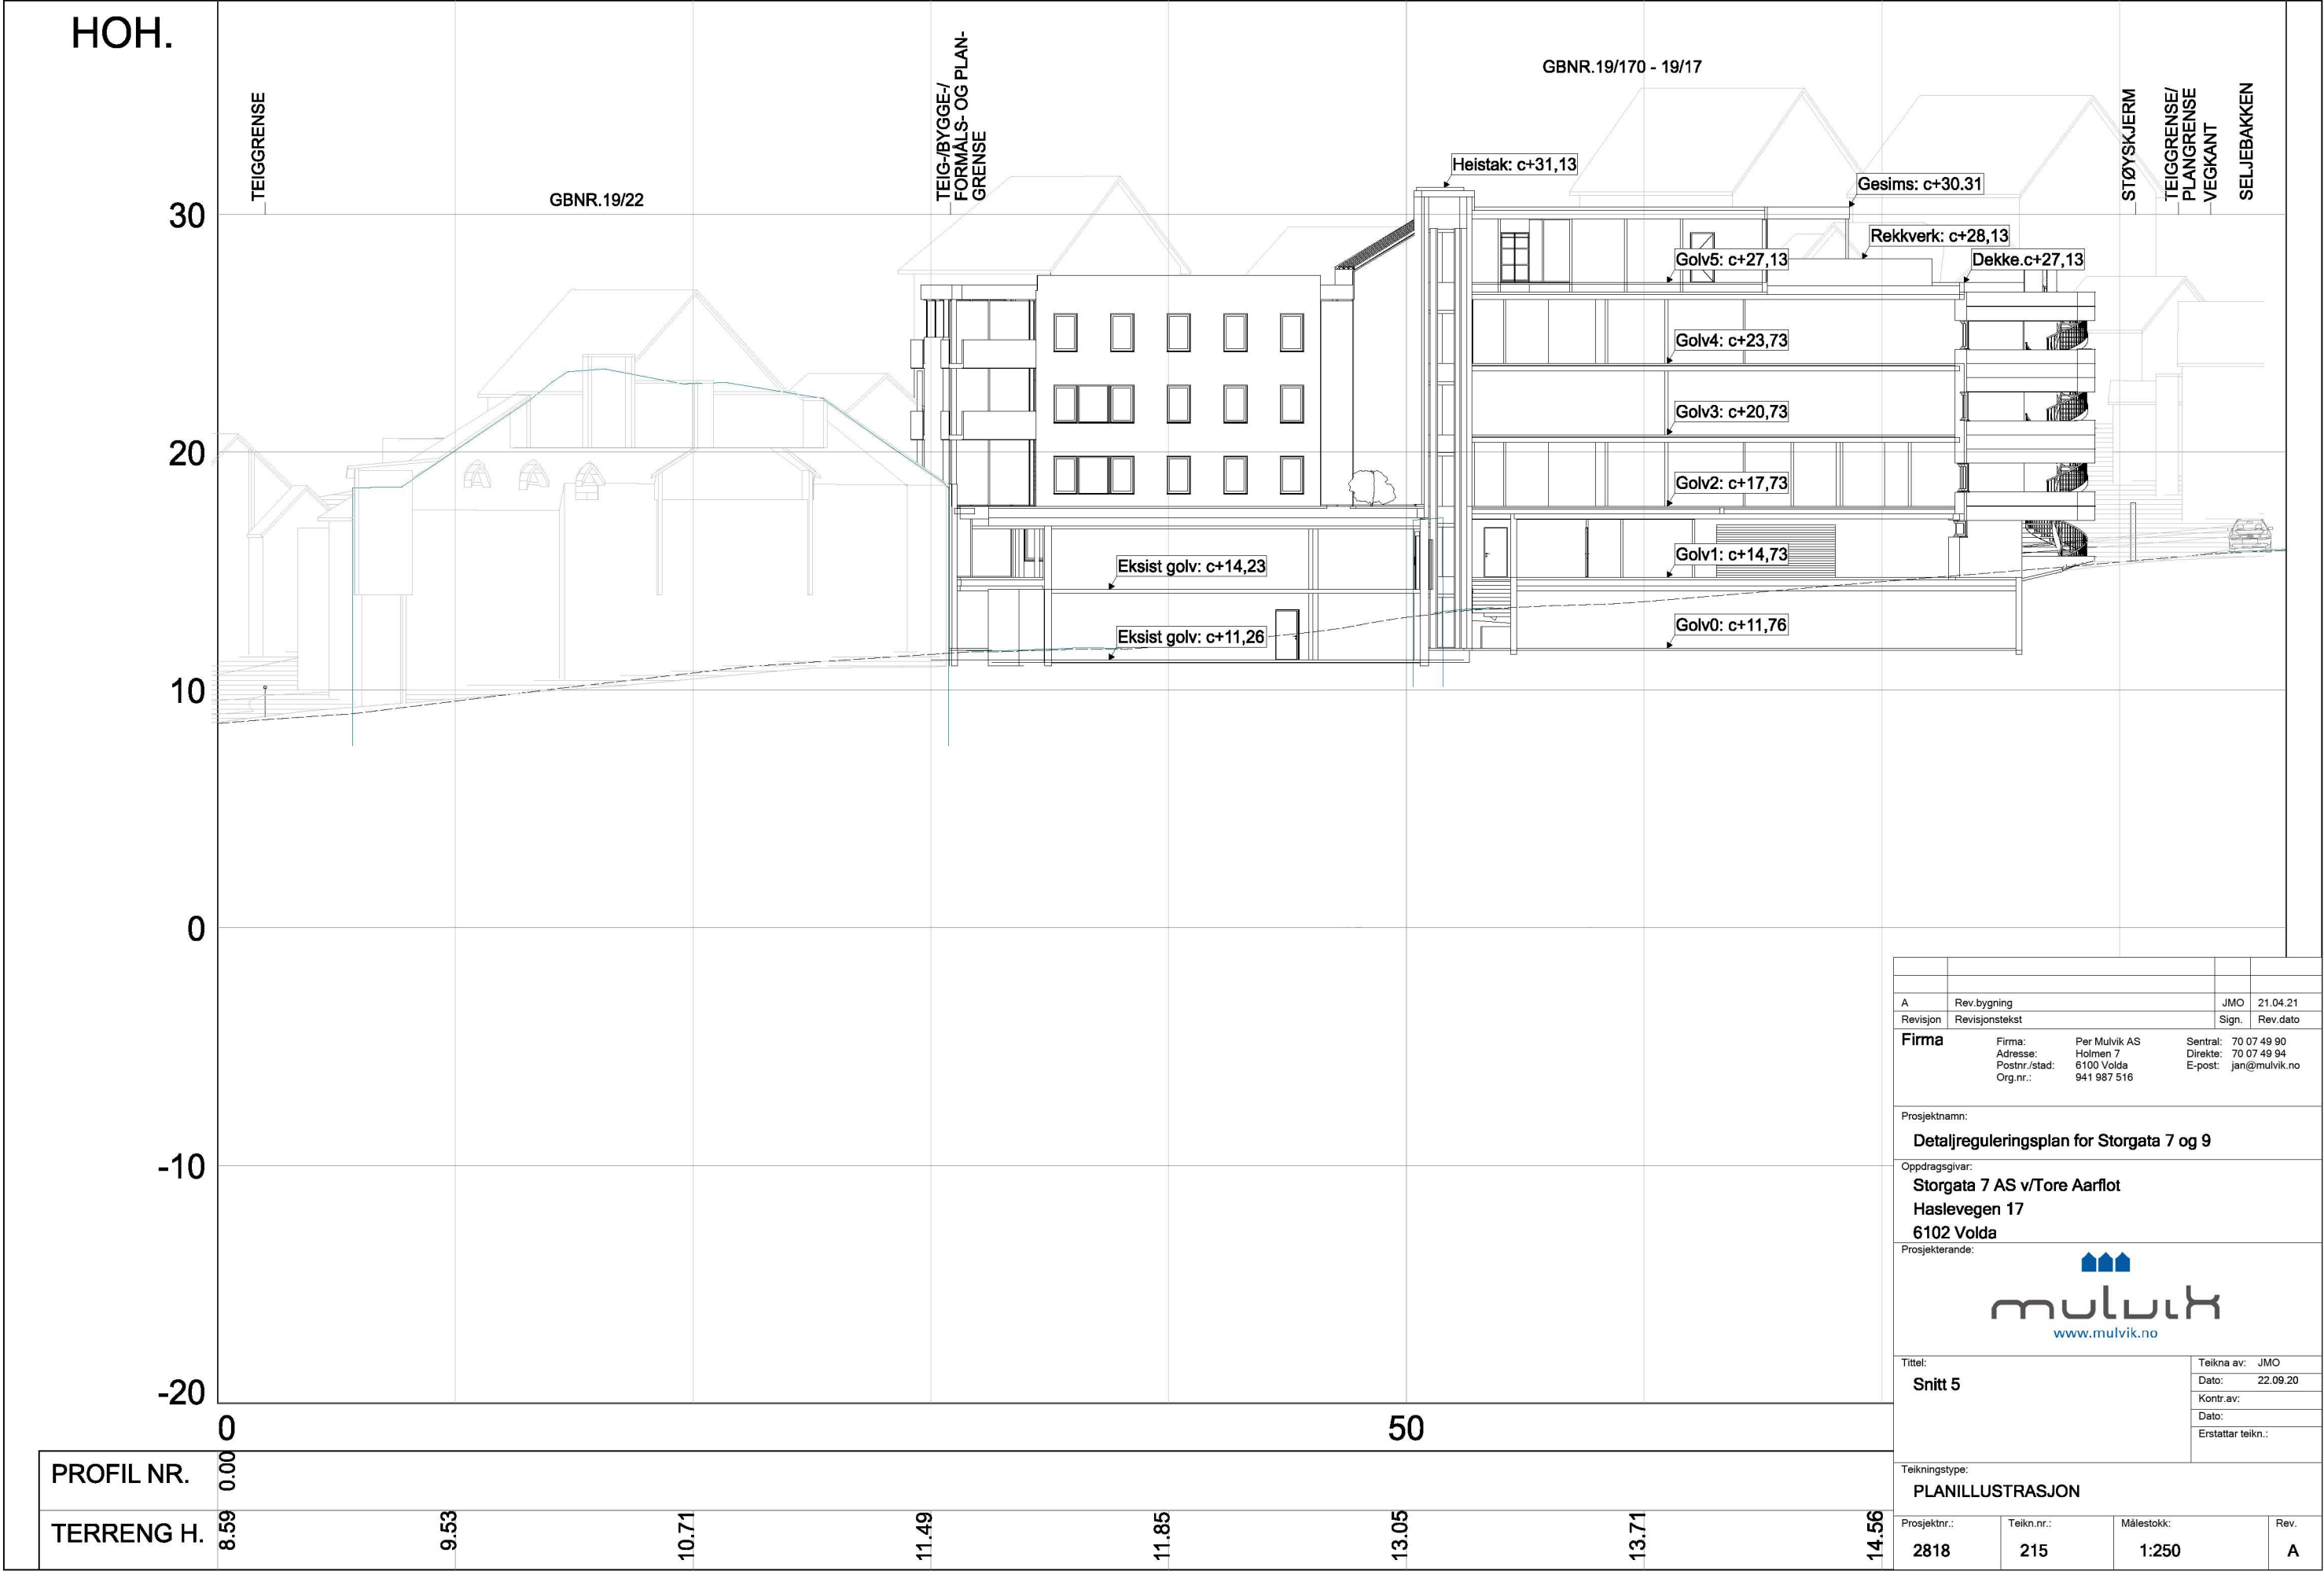 HOH.
TEIGGRENSE
GBNR.19/22
TEIG-/BYGGE-/
FORMÅLS- OG PLAN-
GRENSE
GBNR.19/170 - 19/17
STØYSKJERM
TEIGGRENSE/
PLANGRENSE
VEGKANT
SELJEBAKKEN
Heistak: c+31,13
Gesims: c+30.31
Rekkverk: c+28,13
Golv5: c+27,13
Dekke.c+27,13
Golv4: c+23,73
Golv3: c+20,73
Golv2: c+17,73
Golv1: c+14,73
Golv0: c+11,76
Eksist golv: c+14,23
Eksist golv: c+11,26
30
20
10
0
-10
-20
0
50
PROFIL NR.
0.00
TERRENG H.
8.59
9.53
10.71
11.49
11.85
13.05
13.71
14.56
A Rev.bygning JMO 21.04.21
Revisjon Revisjonstekst Sign. Rev.dato
Firma
Firma: Per Mulvik AS Sentral: 70 07 49 90
Adresse: Holmen 7 Direkte: 70 07 49 94
Postnr./stad: 6100 Volda E-post: jan@mulvik.no
Org.nr.: 941 987 516
Prosjektnamn:
Detaljreguleringsplan for Storgata 7 og 9
Oppdragsgivar:
Storgata 7 AS v/Tore Aarflot
Haslevegen 17
6102 Volda
Prosjekterande:
mulvik
www.mulvik.no
Tittel:
Snitt 5
Teikna av: JMO
Dato: 22.09.20
Kontr.av:
Dato:
Erstattar teikn.:
Teikningstype:
PLANILLUSTRASJON
Prosjektnr.: Teikn.nr.: Målestokk: Rev.
2818 215 1:250 A